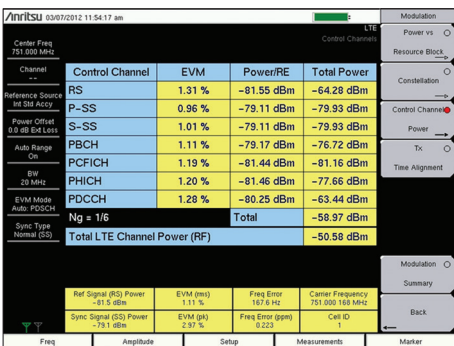 Anritsu 03/07/2012 11:54:17 am
LTE
Control Channels
Center Freq
751.000 MHz
Channel
--
Reference Source
Int Std Accy
Power Offset
0.0 dB Ext Loss
Auto Range
On
BW
20 MHz
EVM Mode
Auto: PDSCH
Sync Type
Normal (SS)
Control Channel EVM Power/RE Total Power
RS 1.31 % -81.55 dBm -64.28 dBm
P-SS 0.96 % -79.11 dBm -79.93 dBm
S-SS 1.01 % -79.11 dBm -79.93 dBm
PBCH 1.11 % -79.17 dBm -76.72 dBm
PCFICH 1.19 % -81.44 dBm -81.16 dBm
PHICH 1.20 % -81.46 dBm -77.66 dBm
PDCCH 1.28 % -80.25 dBm -63.44 dBm
Ng = 1/6 Total -58.97 dBm
Total LTE Channel Power (RF) -50.58 dBm
Ref Signal (RS) Power
-81.5 dBm
EVM (rms)
1.11 %
Freq Error
167.6 Hz
Carrier Frequency
751.000 168 MHz
Sync Signal (SS) Power
-79.1 dBm
EVM (pk)
2.97 %
Freq Error (ppm)
0.223
Cell ID
1
Modulation
Power vs
Resource Block
Constellation
Control Channel
Power
Tx
Time Alignment
Modulation
Summary
Back
Freq Amplitude Setup Measurements Marker